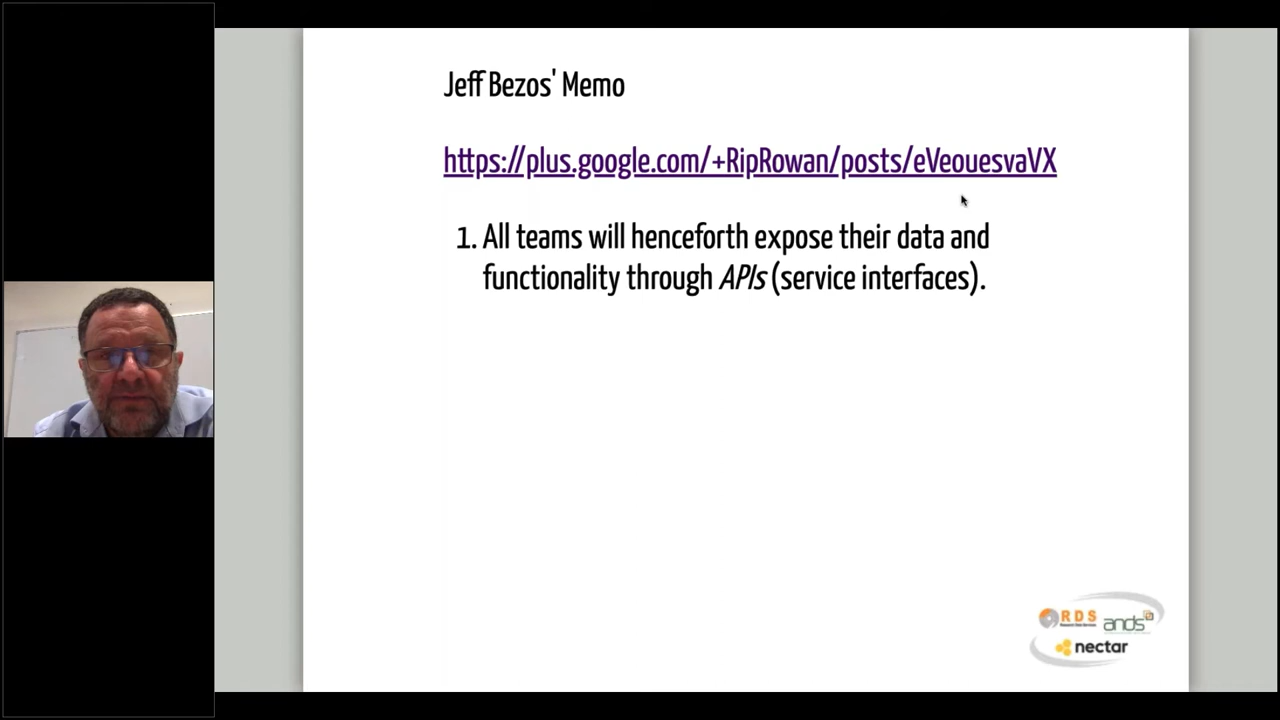 Jeff Bezos' Memo
https://plus.google.com/+RipRowan/posts/eVeouesvaVX
1. All teams will henceforth expose their data and
functionality through APIs (service interfaces).
RDS
ands
nectar